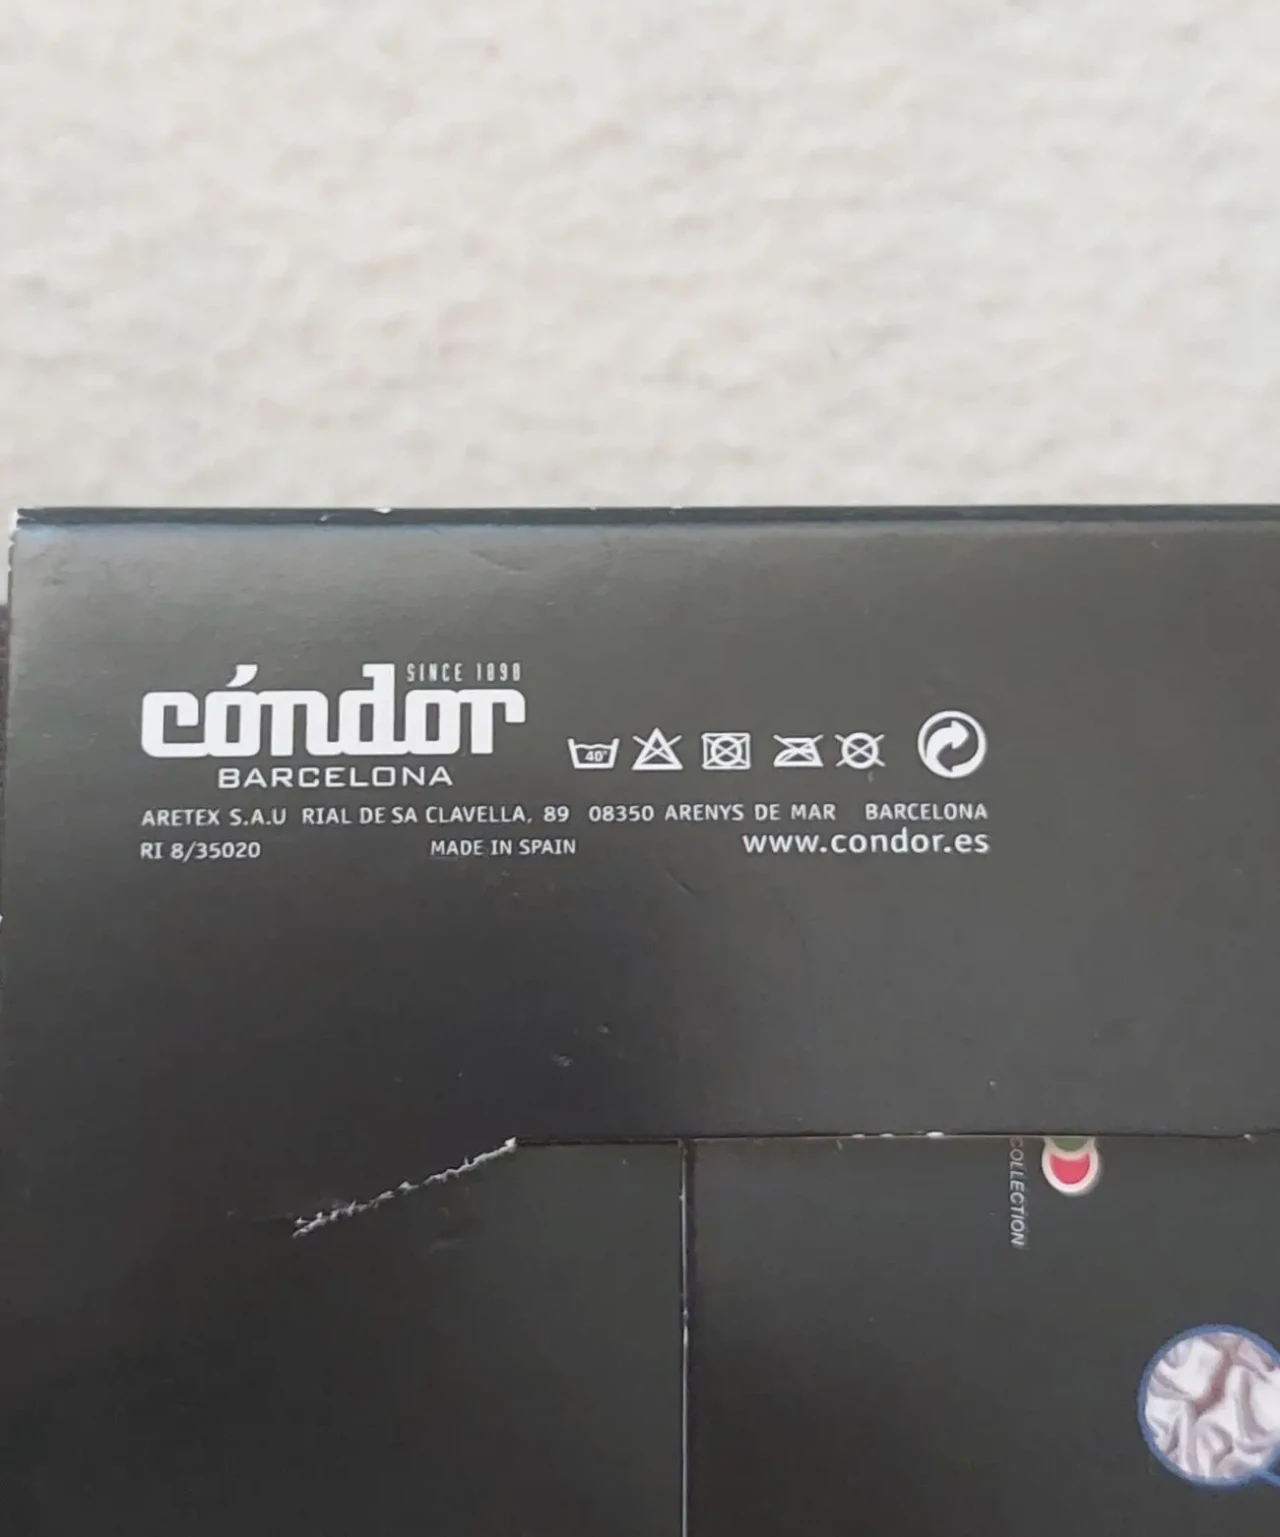 SINCE 1898
cóndor
BARCELONA
40°
ARETEX S.A.U RIAL DE SA CLAVELLA, 89 08350 ARENYS DE MAR BARCELONA
RI 8/35020 MADE IN SPAIN www.condor.es
COLLECTION